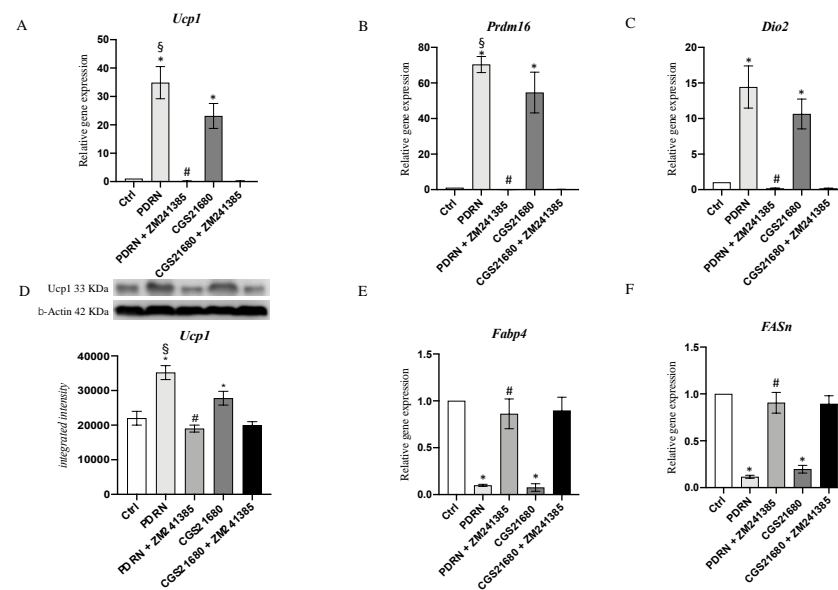 A
Ucp1
Relative gene expression
50
40
30
20
10
0
§
*
#
*
Ctrl
PDRN
PDRN + ZM241385
CGS21680
CGS21680 + ZM241385
B
Prdm16
Relative gene expression
80
60
40
20
0
§
*
#
*
Ctrl
PDRN
PDRN + ZM241385
CGS21680
CGS21680 + ZM241385
C
Dio2
Relative gene expression
20
15
10
5
0
*
#
*
Ctrl
PDRN
PDRN + ZM241385
CGS21680
CGS21680 + ZM241385
D
Ucp1 33 KDa
b-Actin 42 KDa
Ucp1
integrated intensity
40000
30000
20000
10000
0
§
*
#
*
Ctrl
PDRN
PDRN + ZM241385
CGS21680
CGS21680 + ZM241385
E
Fabp4
Relative gene expression
1.5
1.0
0.5
0.0
*
#
*
Ctrl
PDRN
PDRN + ZM241385
CGS21680
CGS21680 + ZM241385
F
FASn
Relative gene expression
1.5
1.0
0.5
0.0
*
#
*
Ctrl
PDRN
PDRN + ZM241385
CGS21680
CGS21680 + ZM241385